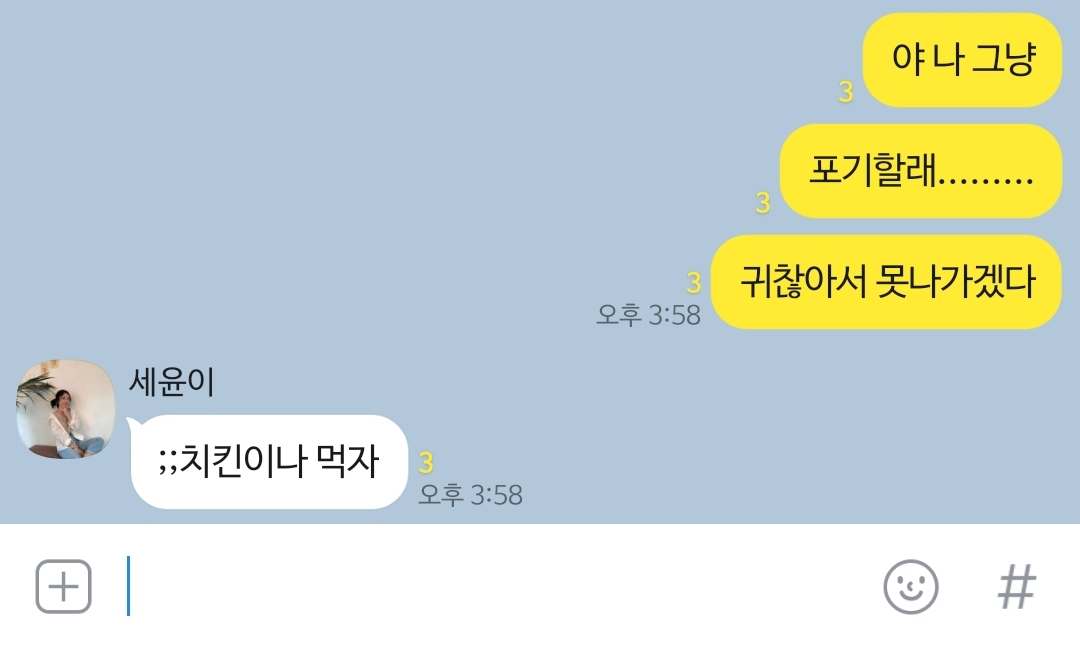 야 나 그냥
3
포기할래.........
3
귀찮아서 못나가겠다
3
오후 3:58
세윤이
;;치킨이나 먹자
3
오후 3:58
#